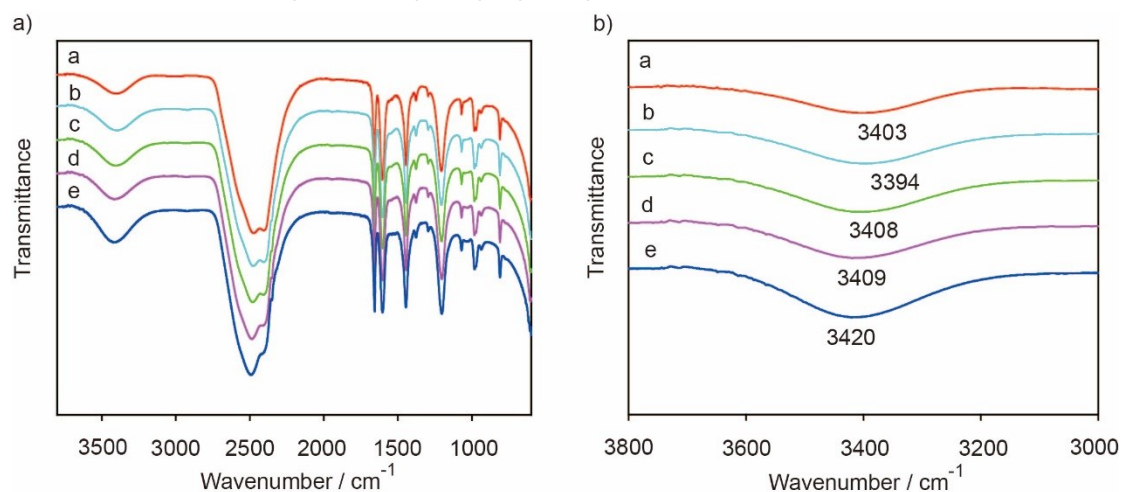 a)
a
b
c
d
e
Transmittance
3500 3000 2500 2000 1500 1000
Wavenumber / cm-1
b)
a
b
c
d
e
3403
3394
3408
3409
3420
Transmittance
3800 3600 3400 3200 3000
Wavenumber / cm-1